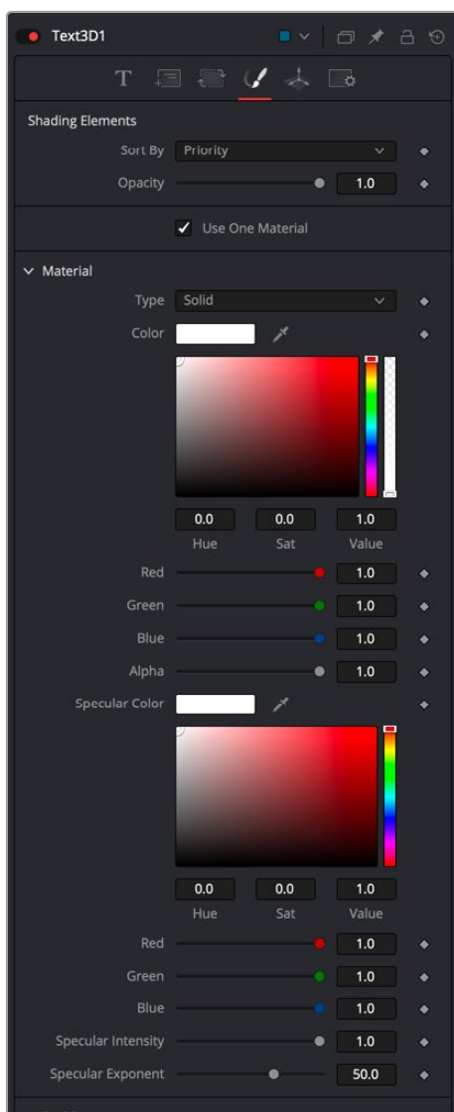 Text3D1
T
Shading Elements
Sort By Priority
Opacity 1.0
Use One Material
Material
Type Solid
Color
0.0 0.0 1.0
Hue Sat Value
Red 1.0
Green 1.0
Blue 1.0
Alpha 1.0
Specular Color
0.0 0.0 1.0
Hue Sat Value
Red 1.0
Green 1.0
Blue 1.0
Specular Intensity 1.0
Specular Exponent 50.0